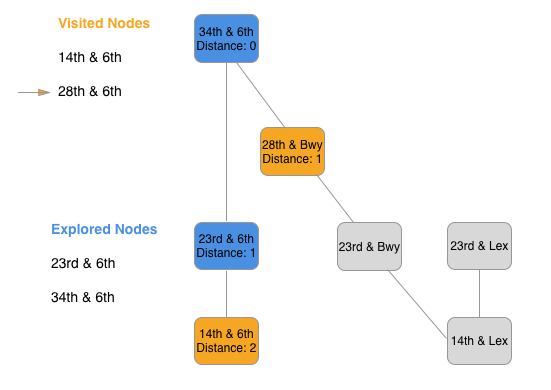 Visited Nodes
14th & 6th
28th & 6th
34th & 6th
Distance: 0
28th & Bwy
Distance: 1
Explored Nodes
23rd & 6th
34th & 6th
23rd & 6th
Distance: 1
23rd & Bwy
23rd & Lex
14th & 6th
Distance: 2
14th & Lex